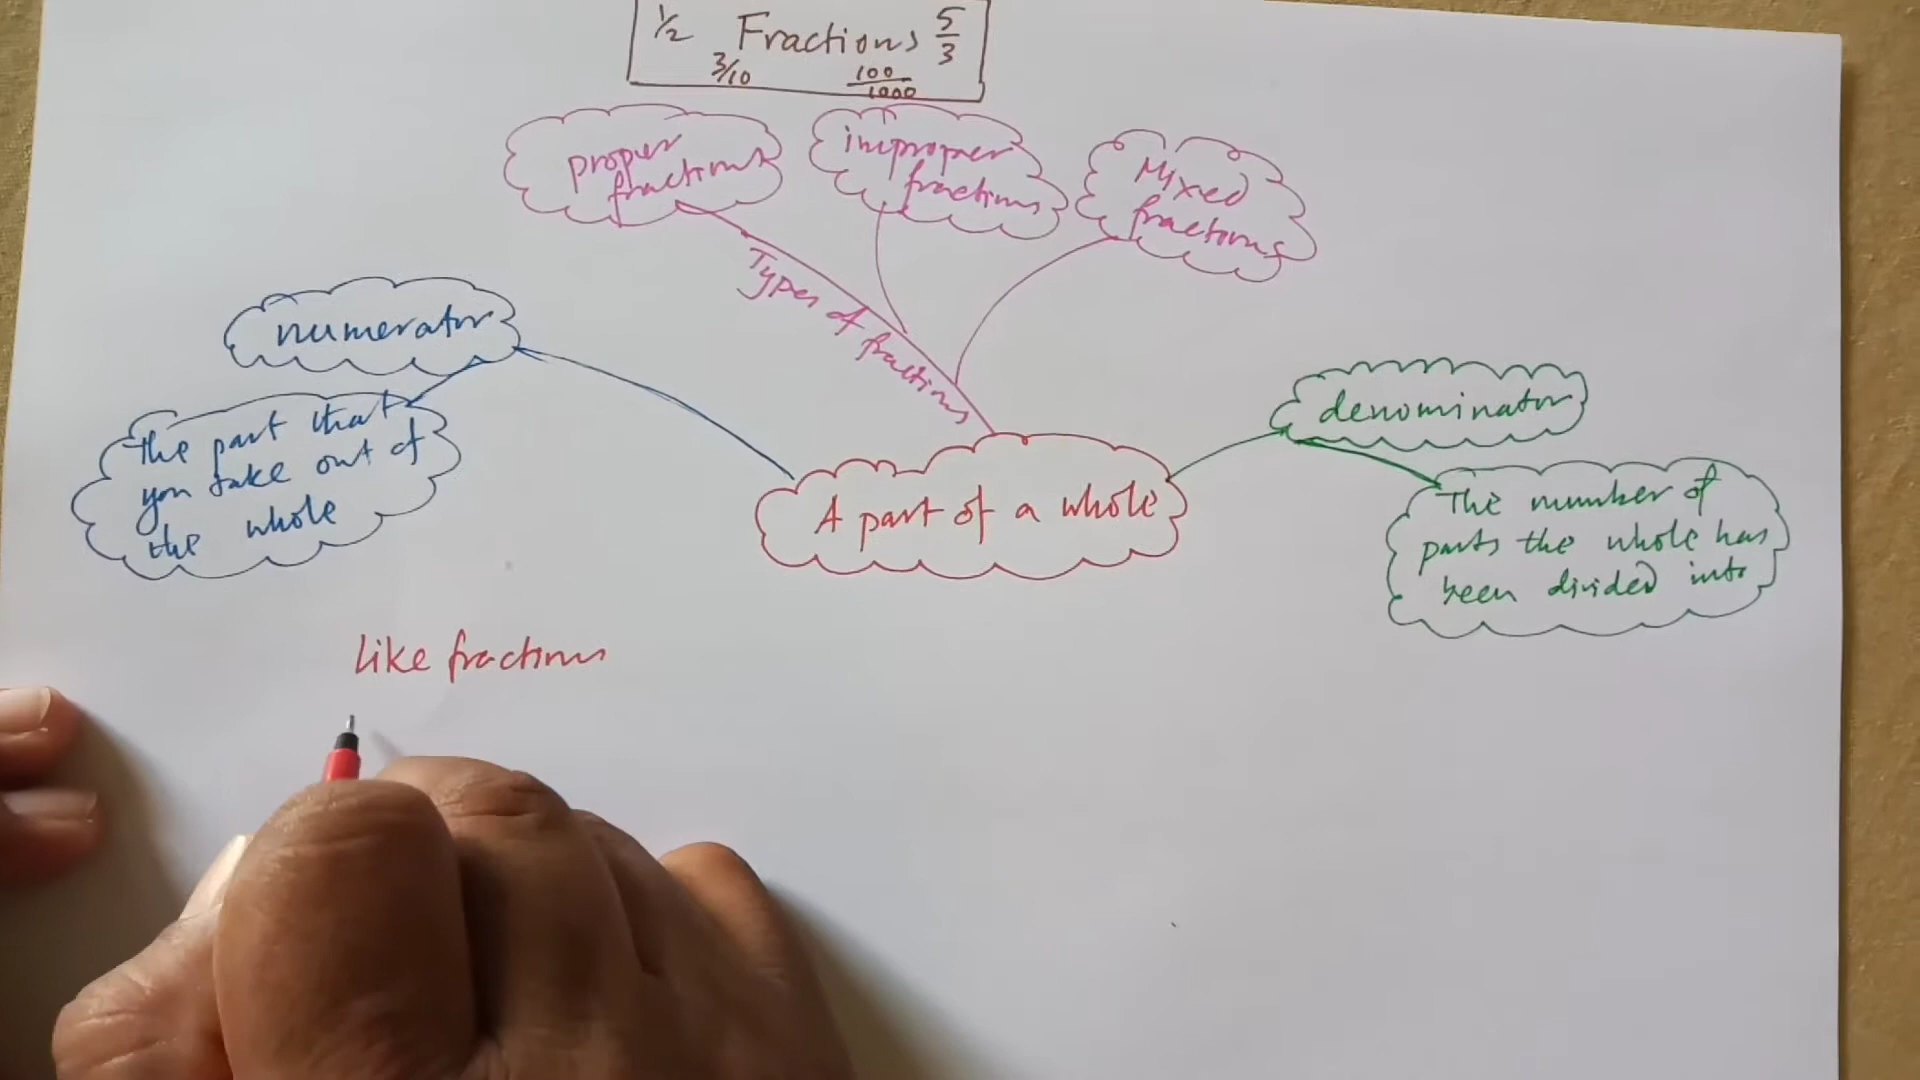 1/2 Fractions 5/3
3/10 100/1000
proper
fractions
improper
fractions
Mixed
fractions
Types of fractions
numerator
the part that
you take out of
the whole
A part of a whole
denominator
The number of
parts the whole has
been divided into
like fractions